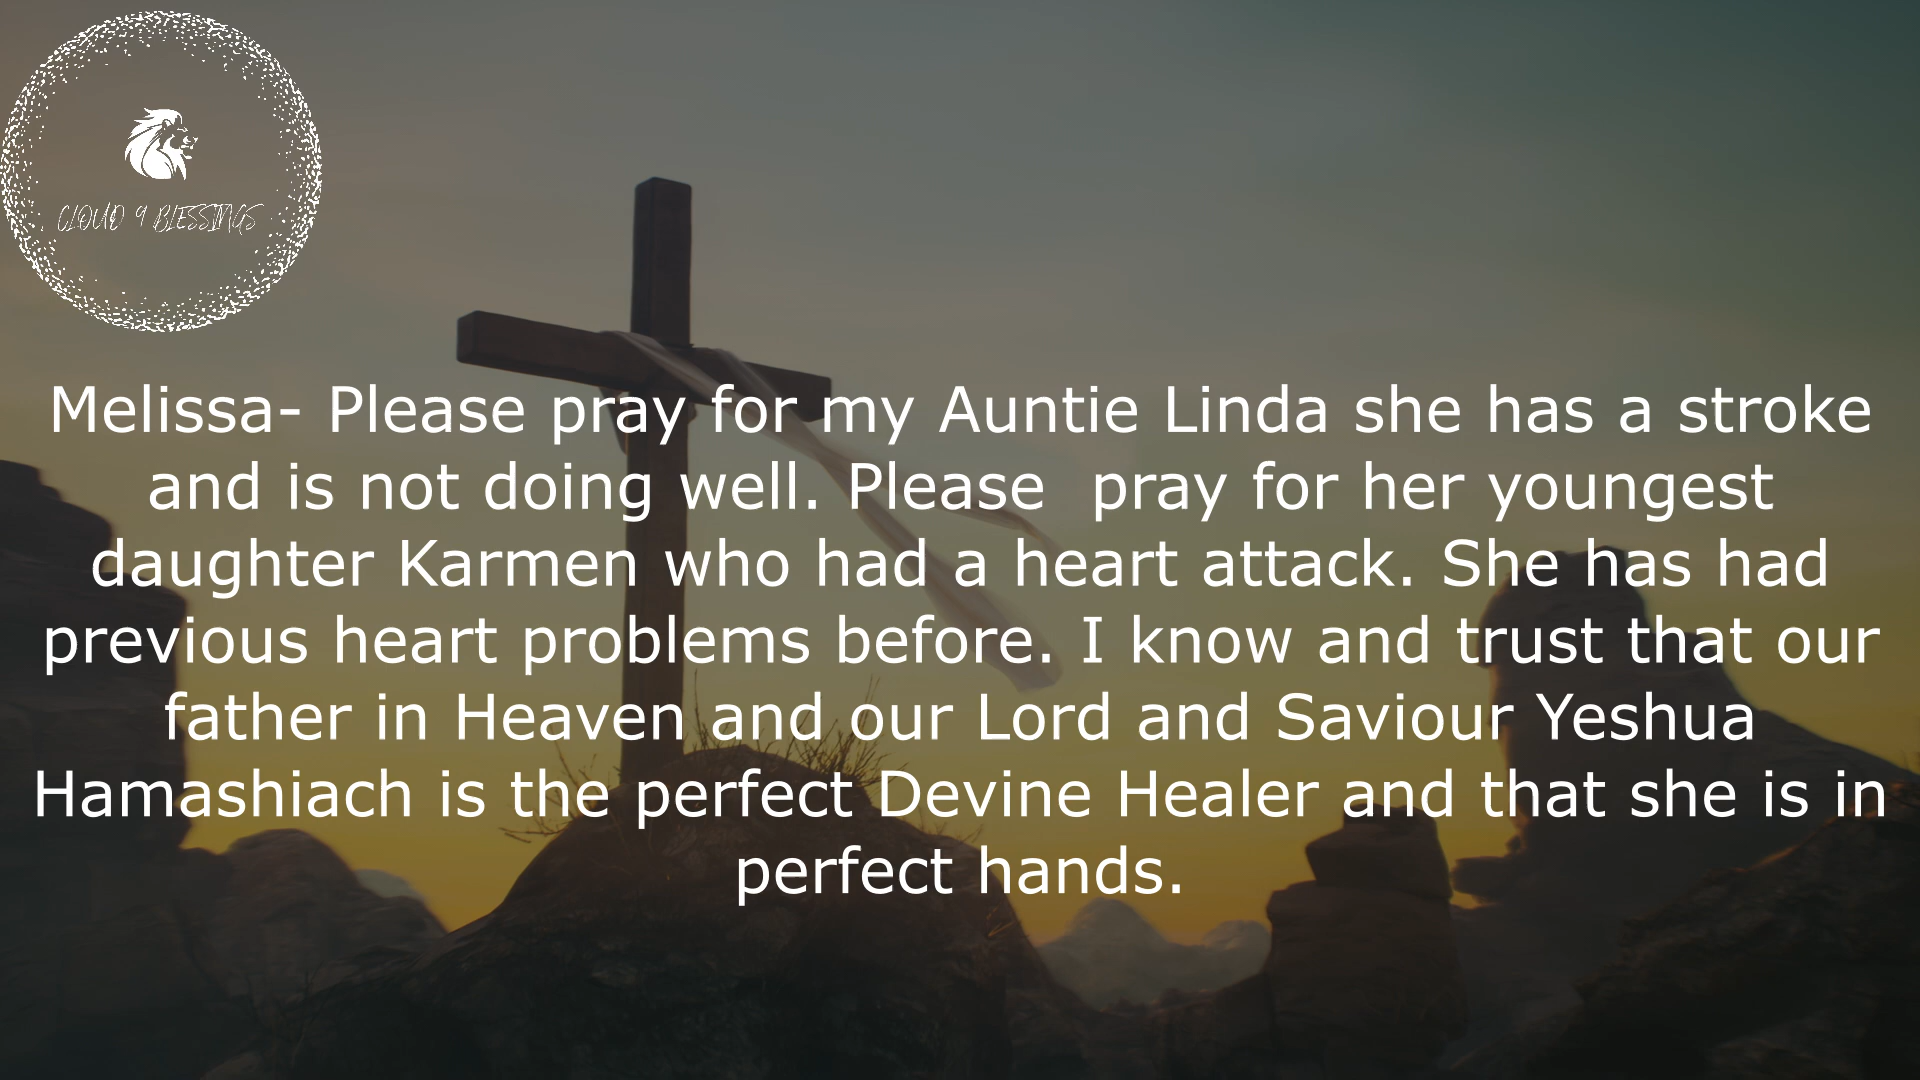 CLOUD 9 BLESSINGS
Melissa- Please pray for my Auntie Linda she has a stroke
and is not doing well. Please  pray for her youngest
daughter Karmen who had a heart attack. She has had
previous heart problems before. I know and trust that our
father in Heaven and our Lord and Saviour Yeshua
Hamashiach is the perfect Devine Healer and that she is in
perfect hands.